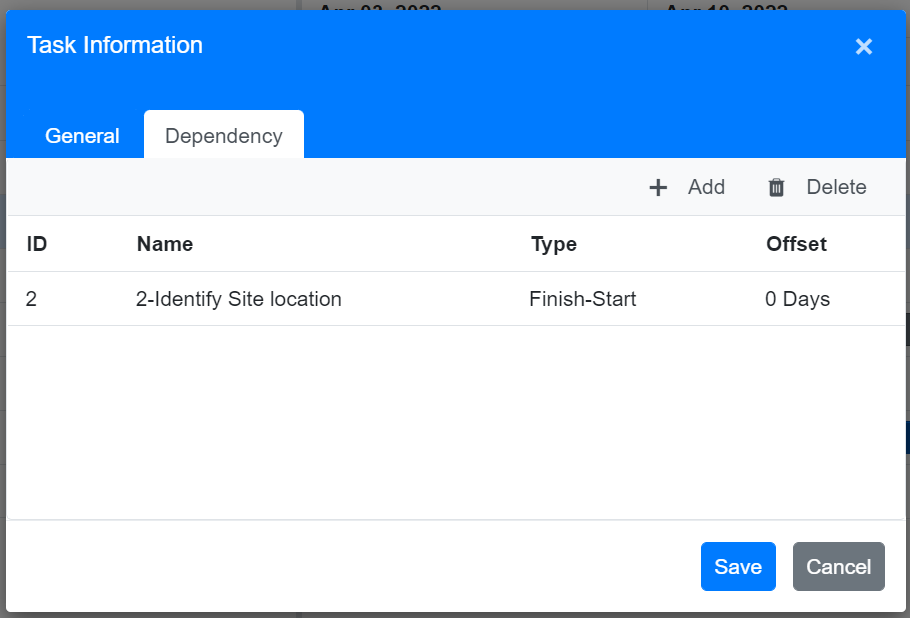 Task Information
General Dependency
Add Delete
ID Name Type Offset
2 2-Identify Site location Finish-Start 0 Days
Save Cancel